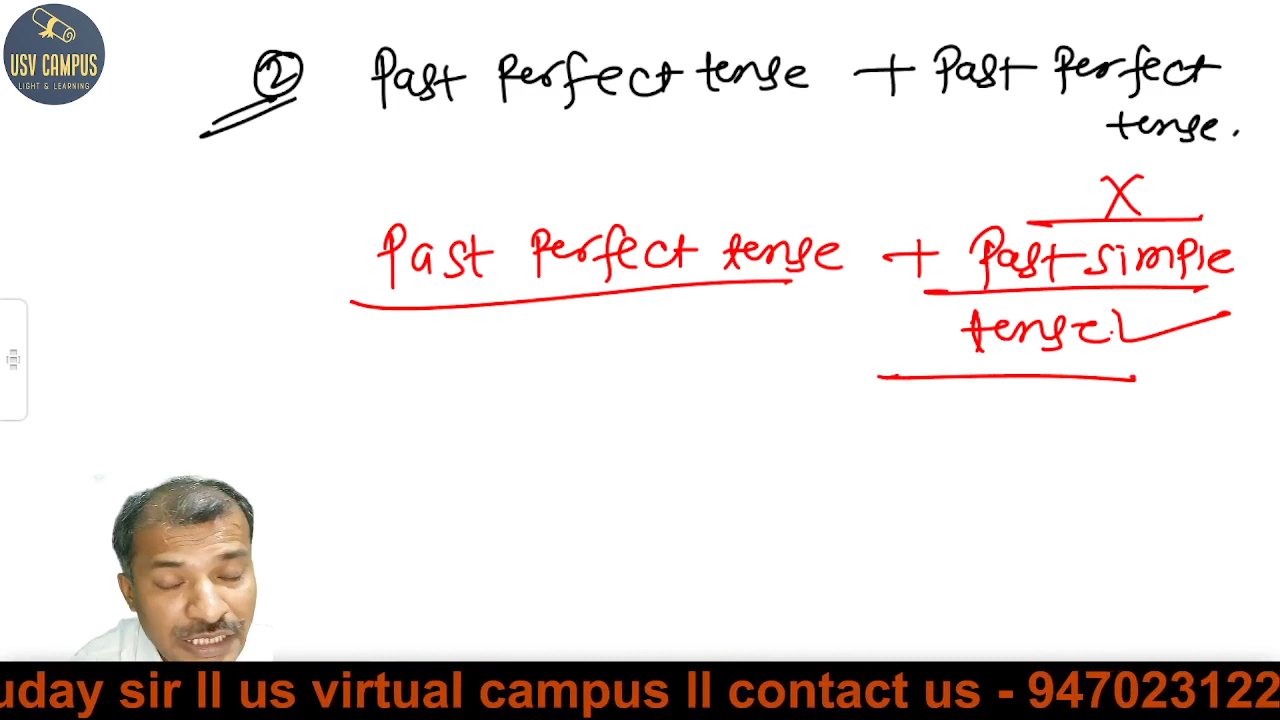 USV CAMPUS
LIGHT & LEARNING
2 Past Perfect tense + Past Perfect
tense.
X
Past Perfect tense + Past simple
tense.
uday sir ll us virtual campus ll contact us - 947023122